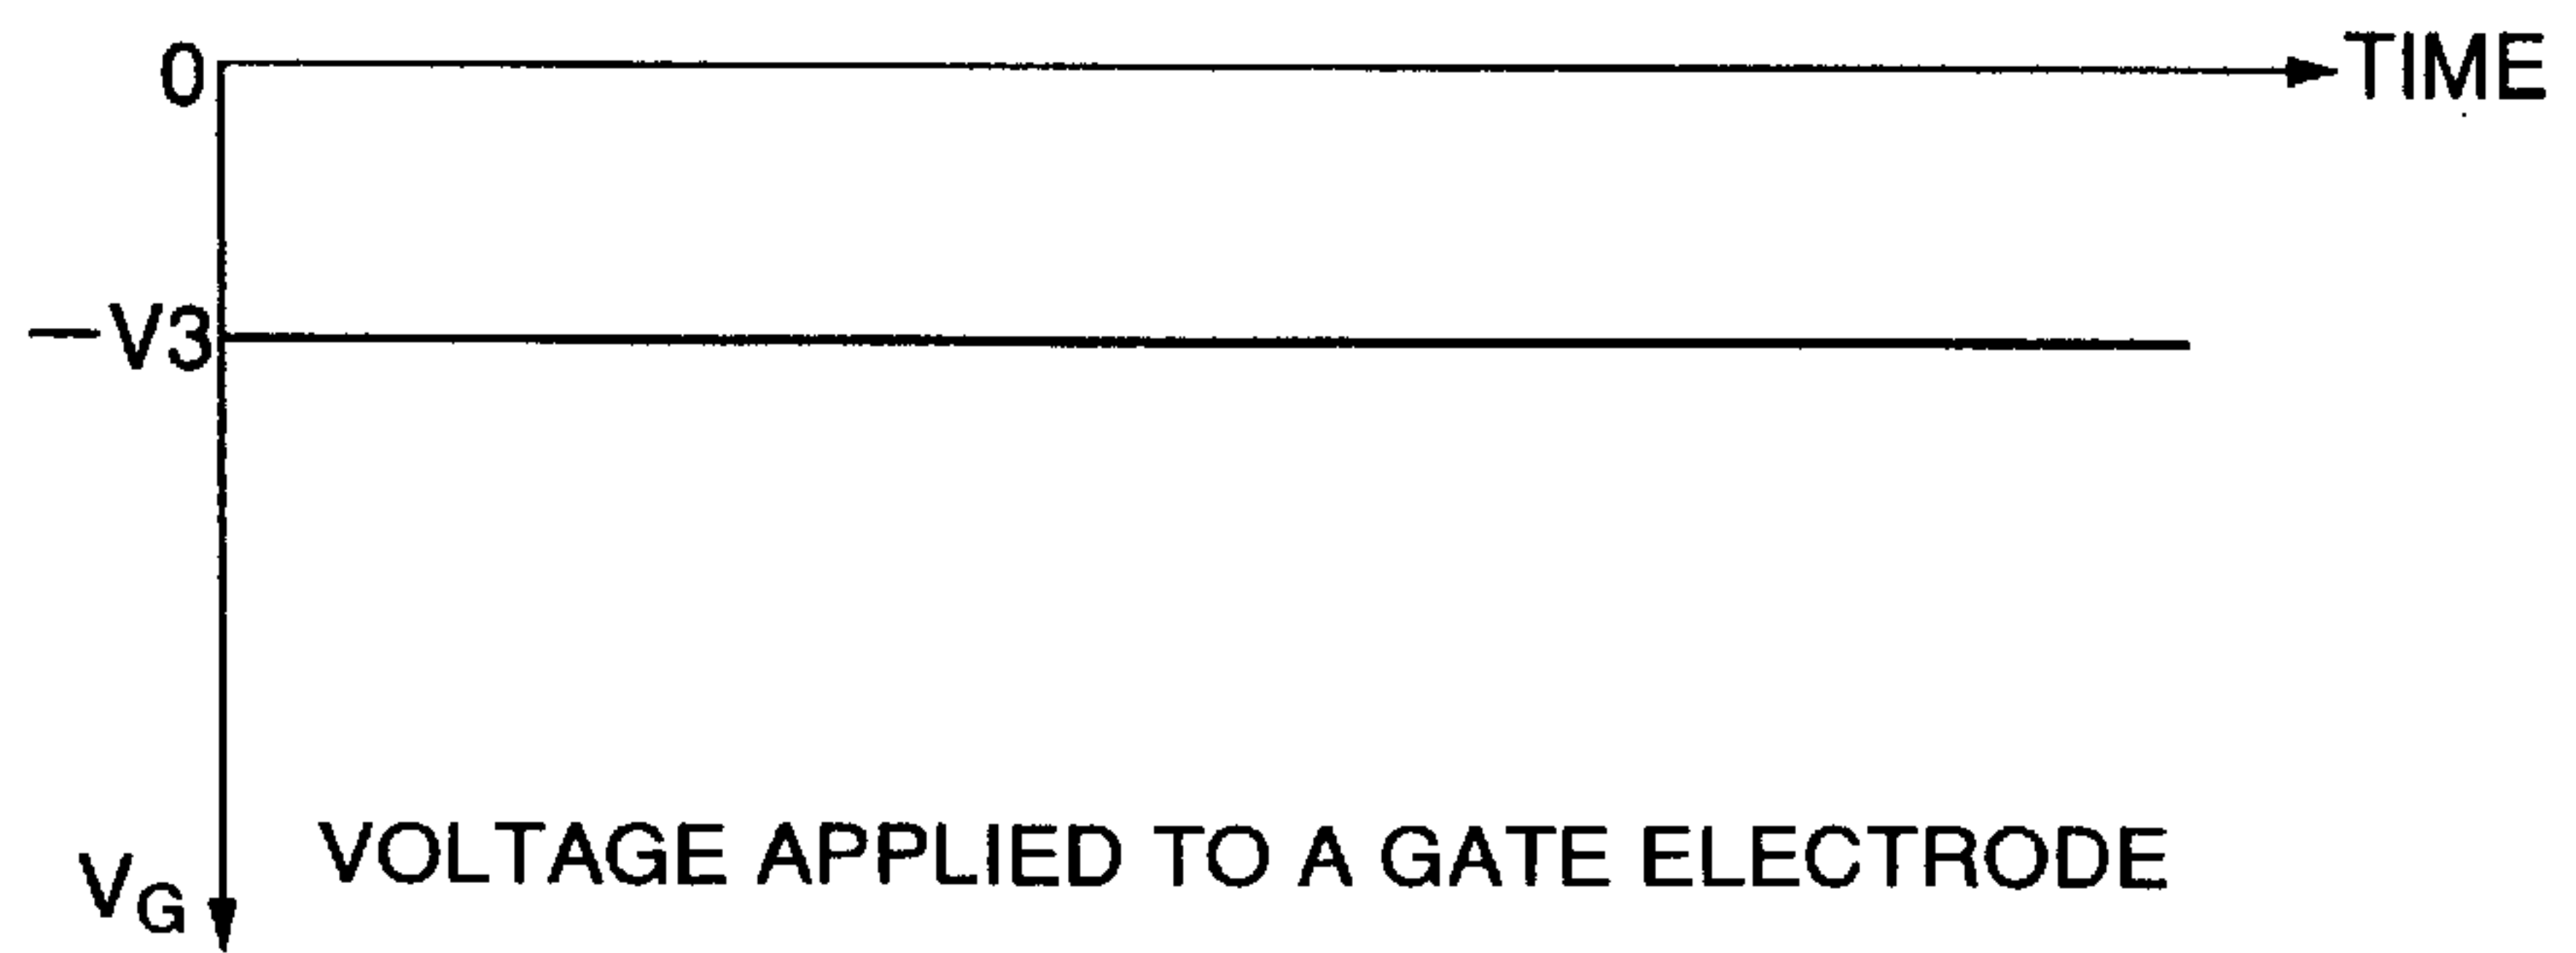 0
TIME
—V3
VG
VOLTAGE APPLIED TO A GATE ELECTRODE